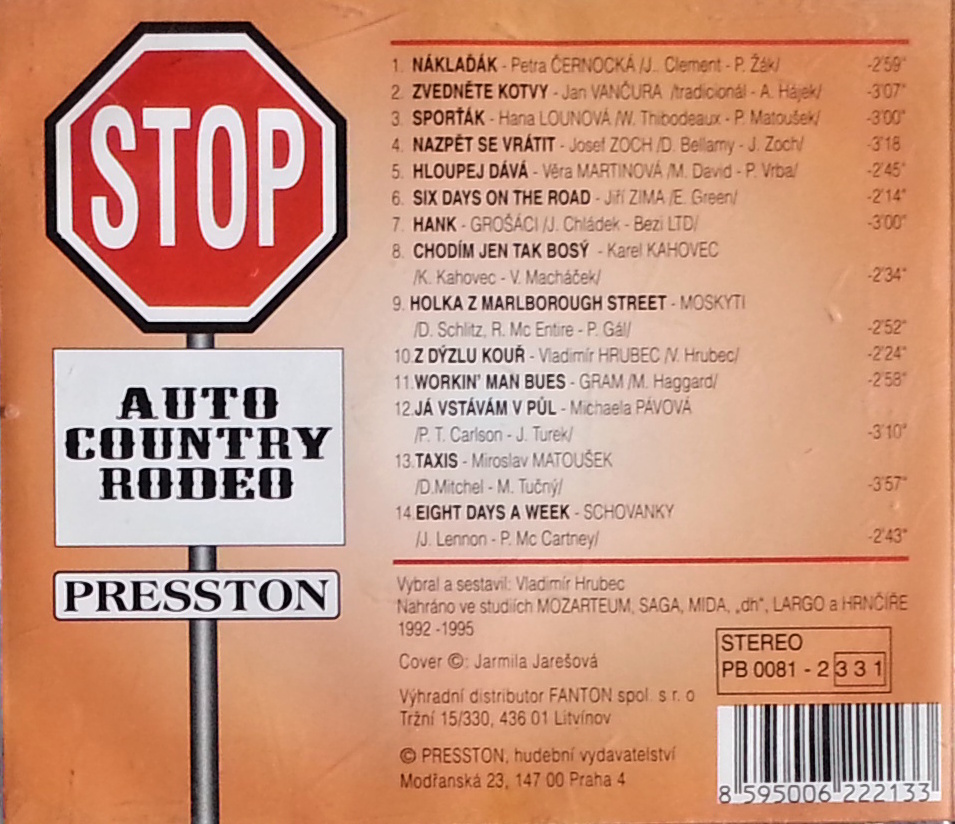 STOP
AUTO
COUNTRY
RODEO
PRESSTON
1. NÁKLAĎÁK - Petra ČERNOCKÁ /J. Clement - P. Žák/ -2'59"
2. ZVEDNĚTE KOTVY - Jan VANČURA /tradicionál - A. Hájek/ -3'07"
3. SPORŤÁK - Hana LOUNOVÁ /W. Thibodeaux - P. Matoušek/ -3'00"
4. NAZPĚT SE VRÁTIT - Josef ZOCH /D. Bellamy - J. Zoch/ -3'18
5. HLOUPEJ DÁVÁ - Věra MARTINOVÁ /M. David - P. Vrba/ -2'45"
6. SIX DAYS ON THE ROAD - Jiří ZIMA /E. Green/ -2'14"
7. HANK - GROŠÁCI /J. Chládek - Bezi LTD/ -3'00"
8. CHODÍM JEN TAK BOSÝ - Karel KAHOVEC
/K. Kahovec - V. Macháček/ -2'34"
9. HOLKA Z MARLBOROUGH STREET - MOSKYTI
/D. Schlitz, R. Mc Entire - P. Gál/ -2'52"
10.Z DÝZLU KOUŘ - Vladimír HRUBEC /V. Hrubec/ -2'24"
11.WORKIN' MAN BUES - GRAM /M. Haggard/ -2'58"
12.JÁ VSTÁVÁM V PŮL - Michaela PÁVOVÁ
/P. T. Carlson - J. Turek/ -3'10"
13.TAXIS - Miroslav MATOUŠEK
/D.Mitchel - M. Tučný/ -3'57"
14.EIGHT DAYS A WEEK - SCHOVANKY
/J. Lennon - P. Mc Cartney/ -2'43"
Vybral a sestavil: Vladimír Hrubec
Nahráno ve studiích MOZARTEUM, SAGA, MIDA, „dh", LARGO a HRNČÍŘE
1992 -1995
Cover ©: Jarmila Jarešová
STEREO
PB 0081 - 2 3 3 1
Výhradní distributor FANTON spol. s r. o
Tržní 15/330, 436 01 Litvínov
© PRESSTON, hudební vydavatelství
Modřanská 23, 147 00 Praha 4
8 595006 222133